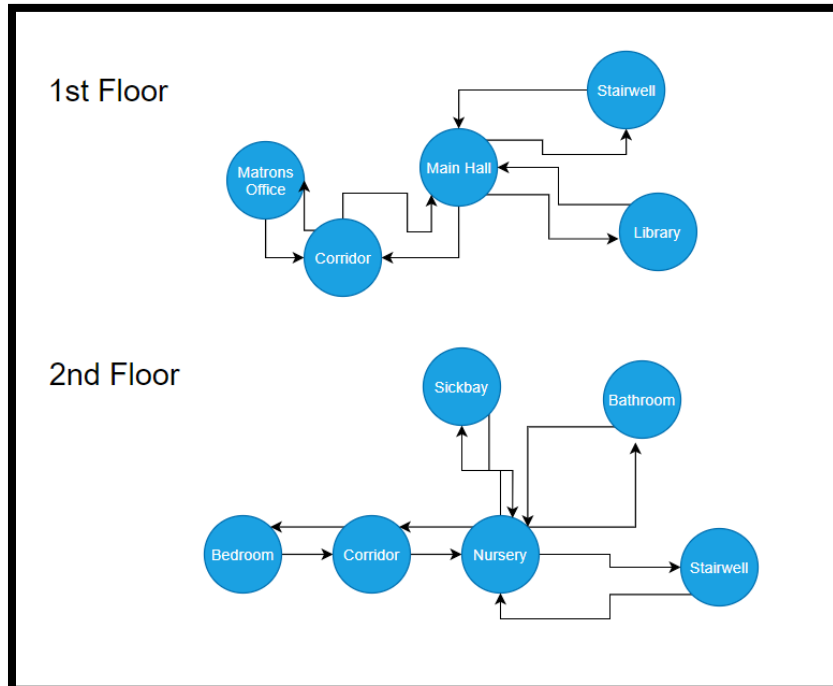 1st Floor
Stairwell
Matrons
Office
Main Hall
Library
Corridor
2nd Floor
Sickbay
Bathroom
Bedroom
Corridor
Nursery
Stairwell